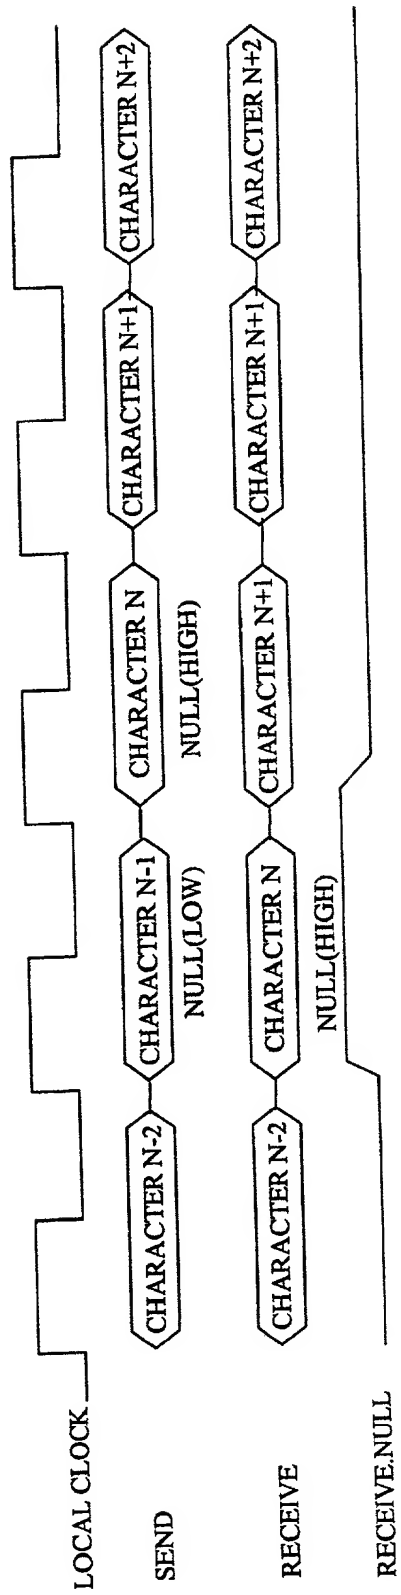 LOCAL CLOCK
SEND
CHARACTER N-2
CHARACTER N-1
CHARACTER N
CHARACTER N+1
CHARACTER N+2
NULL(LOW)
NULL(HIGH)
RECEIVE
CHARACTER N-2
CHARACTER N
CHARACTER N+1
CHARACTER N+1
CHARACTER N+2
NULL(HIGH)
RECEIVE.NULL